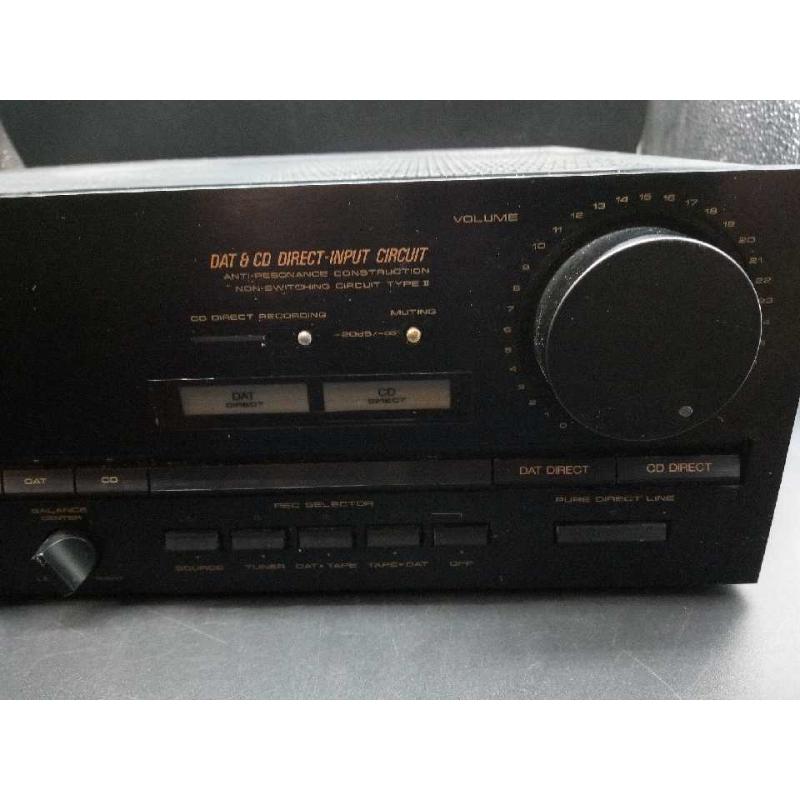 VOLUME
0 1 2 3 4 5 6 7 8 9 10 11 12 13 14 15 16 17 18 19 20 21 22 23
DAT & CD DIRECT-INPUT CIRCUIT
ANTI-RESONANCE CONSTRUCTION
NON-SWITCHING CIRCUIT TYPE II
CD DIRECT RECORDING
MUTING
-20dB/-∞
DAT
DIRECT
CD
DIRECT
DAT
CD
DAT DIRECT
CD DIRECT
BALANCE
CENTER
REC SELECTOR
PURE DIRECT LINE
SOURCE
TUNER
DAT▸TAPE
TAPE▸DAT
OFF